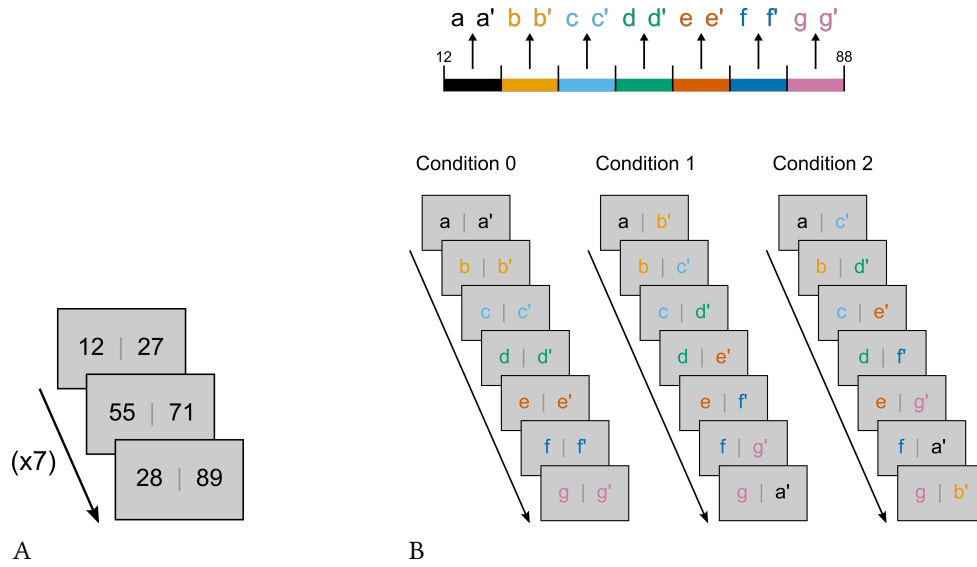 a a' b b' c c' d d' e e' f f' g g'
12 88
Condition 0 Condition 1 Condition 2
a | a' a | b' a | c'
b | b' b | c' b | d'
c | c' c | d' c | e'
d | d' d | e' d | f'
e | e' e | f' e | g'
f | f' f | g' f | a'
g | g' g | a' g | b'
12 | 27
55 | 71
(x7)
28 | 89
A B